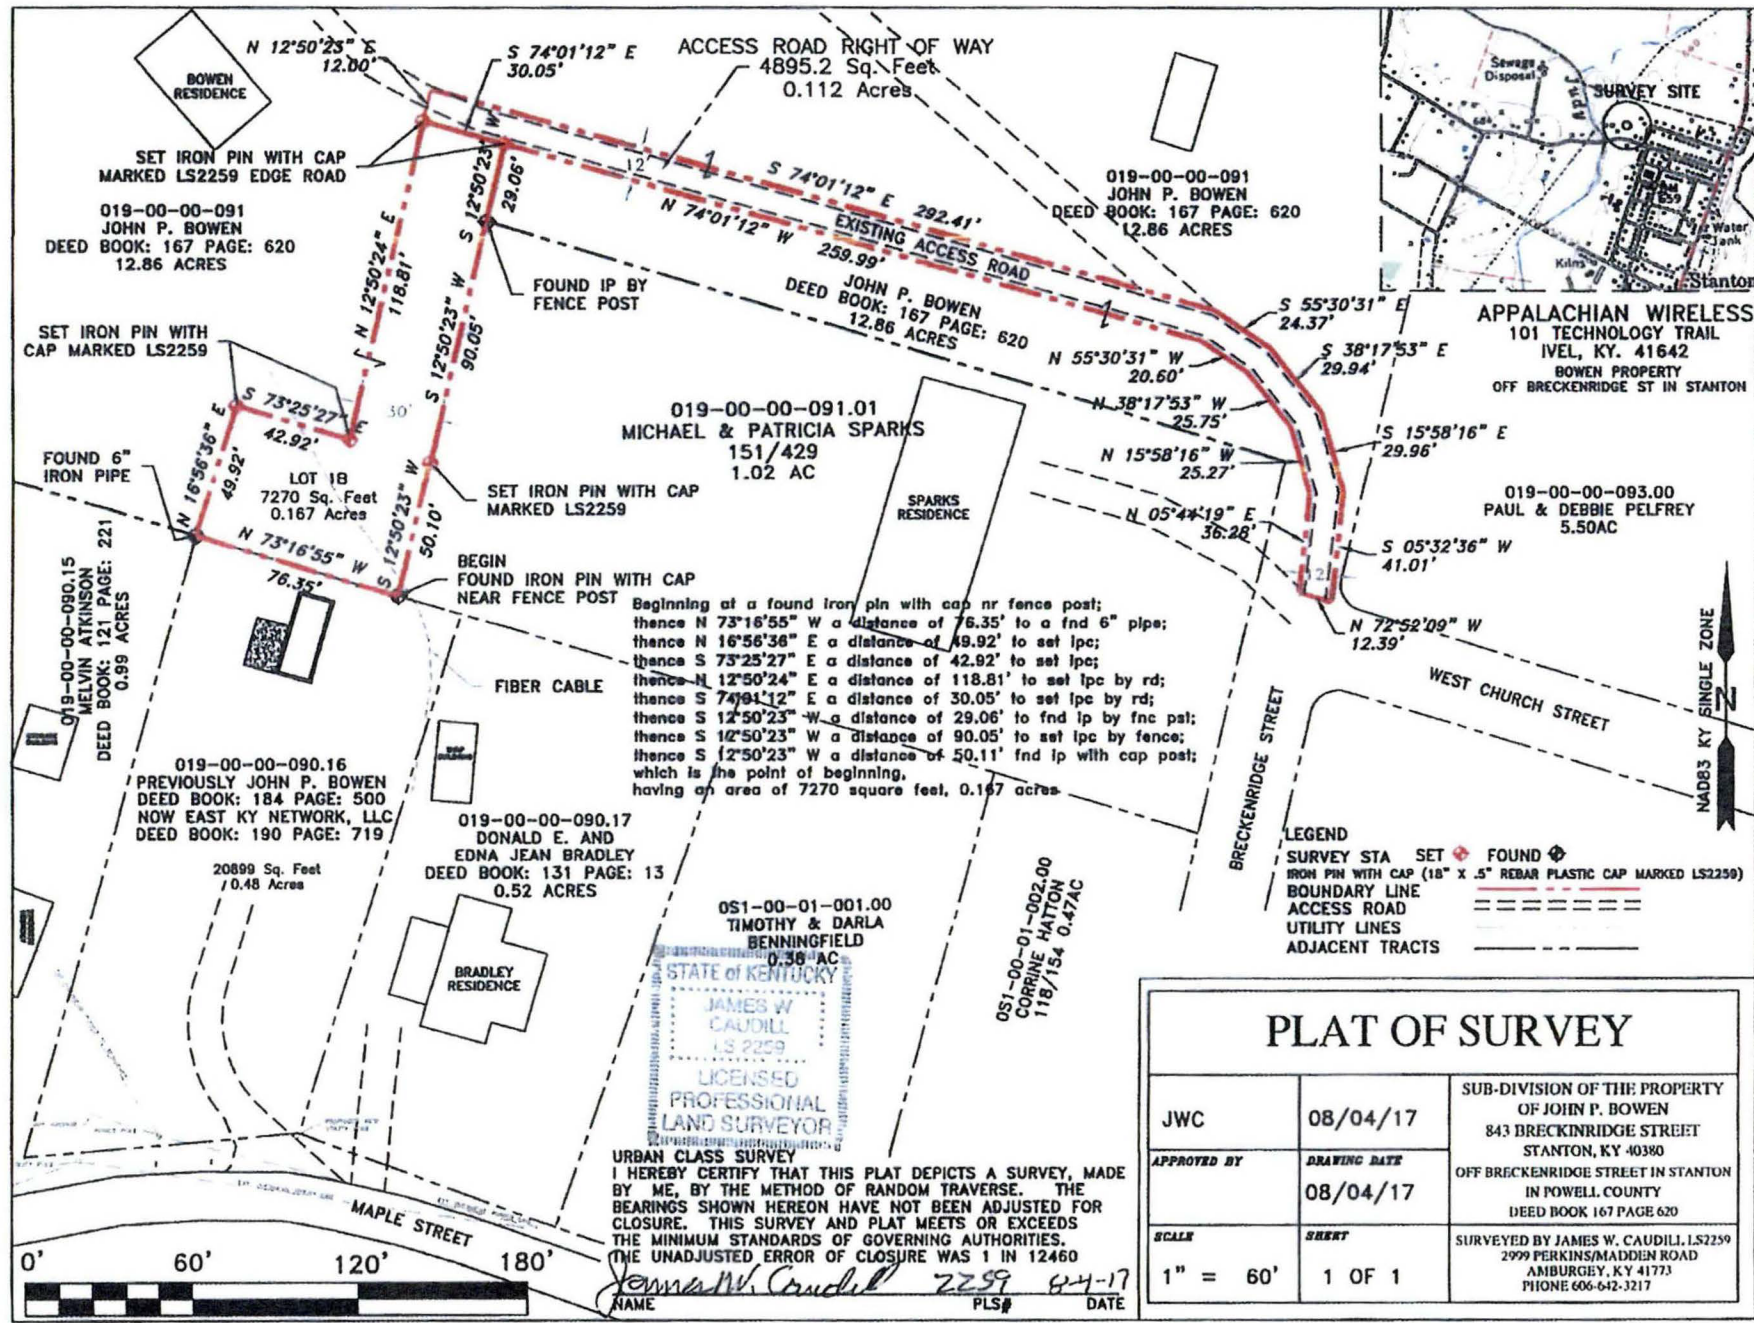 N 12°50'23" E
12.00'
S 74°01'12" E
30.05'
ACCESS ROAD RIGHT OF WAY
4895.2 Sq. Feet
0.112 Acres
BOWEN
RESIDENCE
SET IRON PIN WITH CAP
MARKED LS2259 EDGE ROAD
019-00-00-091
JOHN P. BOWEN
DEED BOOK: 167 PAGE: 620
12.86 ACRES
S 12°50'23" W
29.06'
12'
S 74°01'12" E 292.41'
N 74°01'12" W 259.99'
EXISTING ACCESS ROAD
JOHN P. BOWEN
DEED BOOK: 167 PAGE: 620
12.86 ACRES
019-00-00-091
JOHN P. BOWEN
DEED BOOK: 167 PAGE: 620
12.86 ACRES
Sewage
Disposal
SURVEY SITE
Water
Tank
Kilns
Stanton
APPALACHIAN WIRELESS
101 TECHNOLOGY TRAIL
IVEL, KY. 41642
BOWEN PROPERTY
OFF BRECKENRIDGE ST IN STANTON
FOUND IP BY
FENCE POST
N 12°50'24" E
118.81'
S 12°50'23" W
90.05'
SET IRON PIN WITH
CAP MARKED LS2259
S 73°25'27" E
42.92'
30'
N 16°56'36" E
49.92'
FOUND 6"
IRON PIPE
LOT 1B
7270 Sq. Feet
0.167 Acres
N 73°16'55" W
76.35'
S 12°50'23" W
50.10'
SET IRON PIN WITH CAP
MARKED LS2259
BEGIN
FOUND IRON PIN WITH CAP
NEAR FENCE POST
019-00-00-091.01
MICHAEL & PATRICIA SPARKS
151/429
1.02 AC
SPARKS
RESIDENCE
S 55°30'31" E
24.37'
S 38°17'53" E
29.94'
N 55°30'31" W
20.60'
N 38°17'53" W
25.75'
S 15°58'16" E
29.96'
N 15°58'16" W
25.27'
N 05°44'19" E
36.28'
S 05°32'36" W
41.01'
12'
N 72°52'09" W
12.39'
019-00-00-093.00
PAUL & DEBBIE PELFREY
5.50AC
019-00-00-090.15
MELVIN ATKINSON
DEED BOOK: 121 PAGE: 221
0.99 ACRES
FIBER CABLE
Beginning at a found iron pin with cap nr fence post;
thence N 73°16'55" W a distance of 76.35' to a fnd 6" pipe;
thence N 16°56'36" E a distance of 49.92' to set ipc;
thence S 73°25'27" E a distance of 42.92' to set ipc;
thence N 12°50'24" E a distance of 118.81' to set ipc by rd;
thence S 74°01'12" E a distance of 30.05' to set ipc by rd;
thence S 12°50'23" W a distance of 29.06' to fnd ip by fnc pst;
thence S 12°50'23" W a distance of 90.05' to set ipc by fence;
thence S 12°50'23" W a distance of 50.11' fnd ip with cap post;
which is the point of beginning,
having an area of 7270 square feet, 0.167 acres
WEST CHURCH STREET
BRECKENRIDGE STREET
NAD83 KY SINGLE ZONE
N
019-00-00-090.16
PREVIOUSLY JOHN P. BOWEN
DEED BOOK: 184 PAGE: 500
NOW EAST KY NETWORK, LLC
DEED BOOK: 190 PAGE: 719
20899 Sq. Feet
0.48 Acres
019-00-00-090.17
DONALD E. AND
EDNA JEAN BRADLEY
DEED BOOK: 131 PAGE: 13
0.52 ACRES
BRADLEY
RESIDENCE
0S1-00-01-001.00
TIMOTHY & DARLA
BENNINGFIELD
0.38 AC
0S1-00-01-002.00
CORRINE HATTON
118/154 0.47AC
LEGEND
SURVEY STA SET FOUND
IRON PIN WITH CAP (18" X .5" REBAR PLASTIC CAP MARKED LS2259)
BOUNDARY LINE
ACCESS ROAD
UTILITY LINES
ADJACENT TRACTS
STATE of KENTUCKY
JAMES W
CAUDILL
LS 2259
LICENSED
PROFESSIONAL
LAND SURVEYOR
MAPLE STREET
0' 60' 120' 180'
URBAN CLASS SURVEY
I HEREBY CERTIFY THAT THIS PLAT DEPICTS A SURVEY, MADE
BY ME, BY THE METHOD OF RANDOM TRAVERSE. THE
BEARINGS SHOWN HEREON HAVE NOT BEEN ADJUSTED FOR
CLOSURE. THIS SURVEY AND PLAT MEETS OR EXCEEDS
THE MINIMUM STANDARDS OF GOVERNING AUTHORITIES.
THE UNADJUSTED ERROR OF CLOSURE WAS 1 IN 12460
James W. Caudill 2259 8-4-17
NAME PLS# DATE
PLAT OF SURVEY
JWC
APPROVED BY
08/04/17
DRAWING DATE
08/04/17
SCALE
1" = 60'
SHEET
1 OF 1
SUB-DIVISION OF THE PROPERTY
OF JOHN P. BOWEN
843 BRECKINRIDGE STREET
STANTON, KY 40380
OFF BRECKENRIDGE STREET IN STANTON
IN POWELL COUNTY
DEED BOOK 167 PAGE 620
SURVEYED BY JAMES W. CAUDILL LS2259
2999 PERKINS/MADDEN ROAD
AMBURGEY, KY 41773
PHONE 606-642-3217